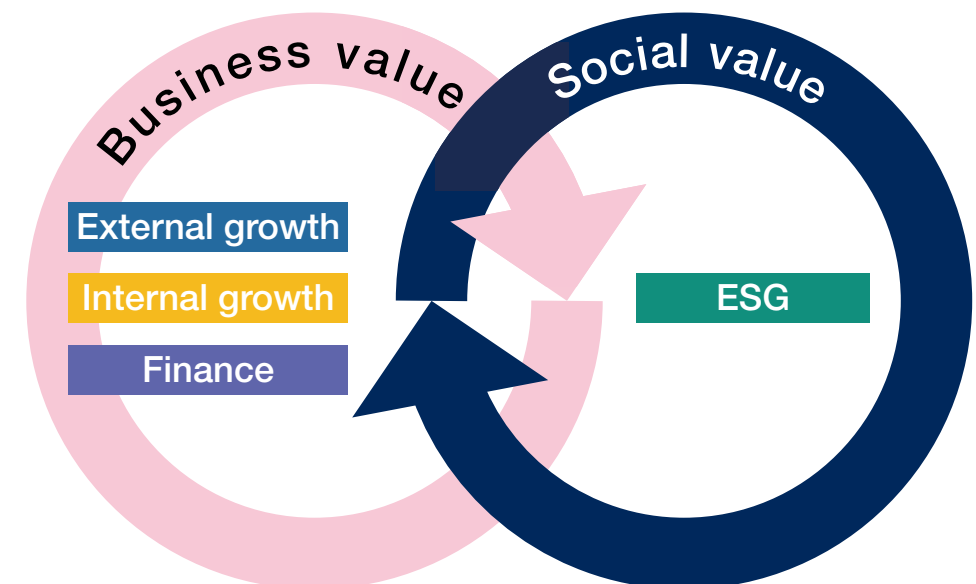 Business value
Social value
External growth
Internal growth
Finance
ESG